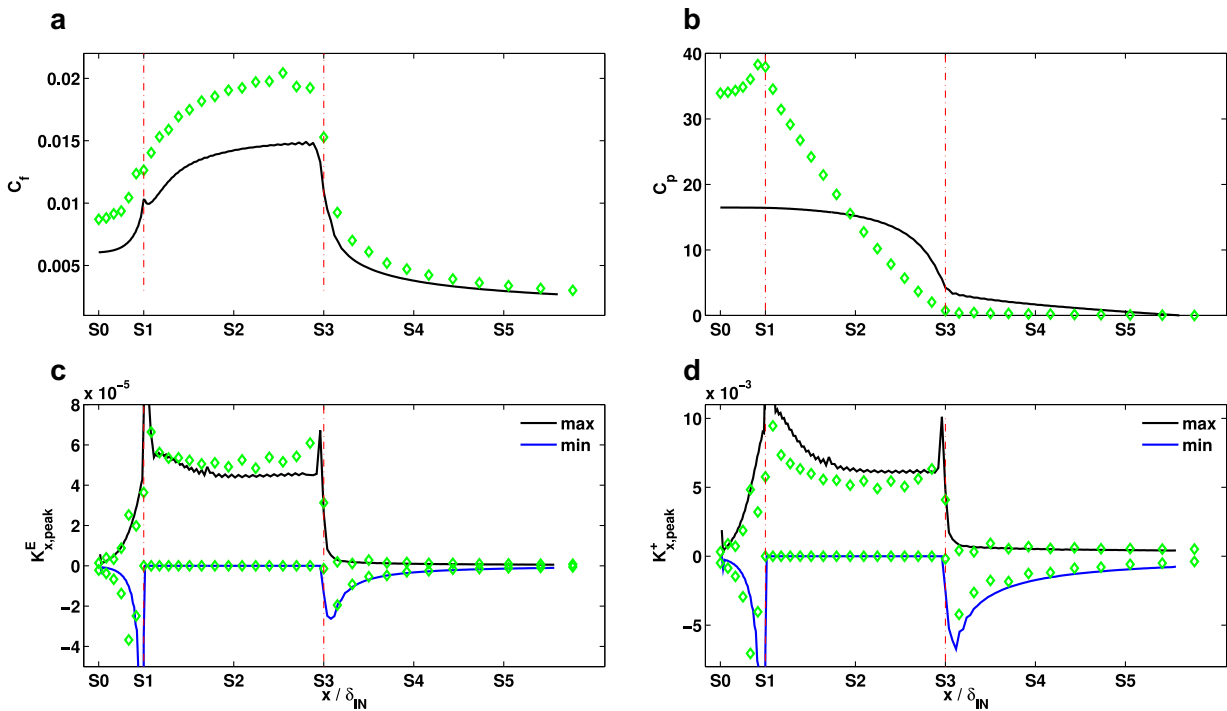 a
0.02
0.015
0.01
0.005
C_f
S0 S1 S2 S3 S4 S5
b
40
30
20
10
0
C_p
S0 S1 S2 S3 S4 S5
c
x 10^-5
8
6
4
2
0
−2
−4
K^E_x,peak
max
min
S0 S1 S2 S3 S4 S5
x / δ_IN
d
x 10^-3
10
5
0
−5
K^+_x,peak
max
min
S0 S1 S2 S3 S4 S5
x / δ_IN